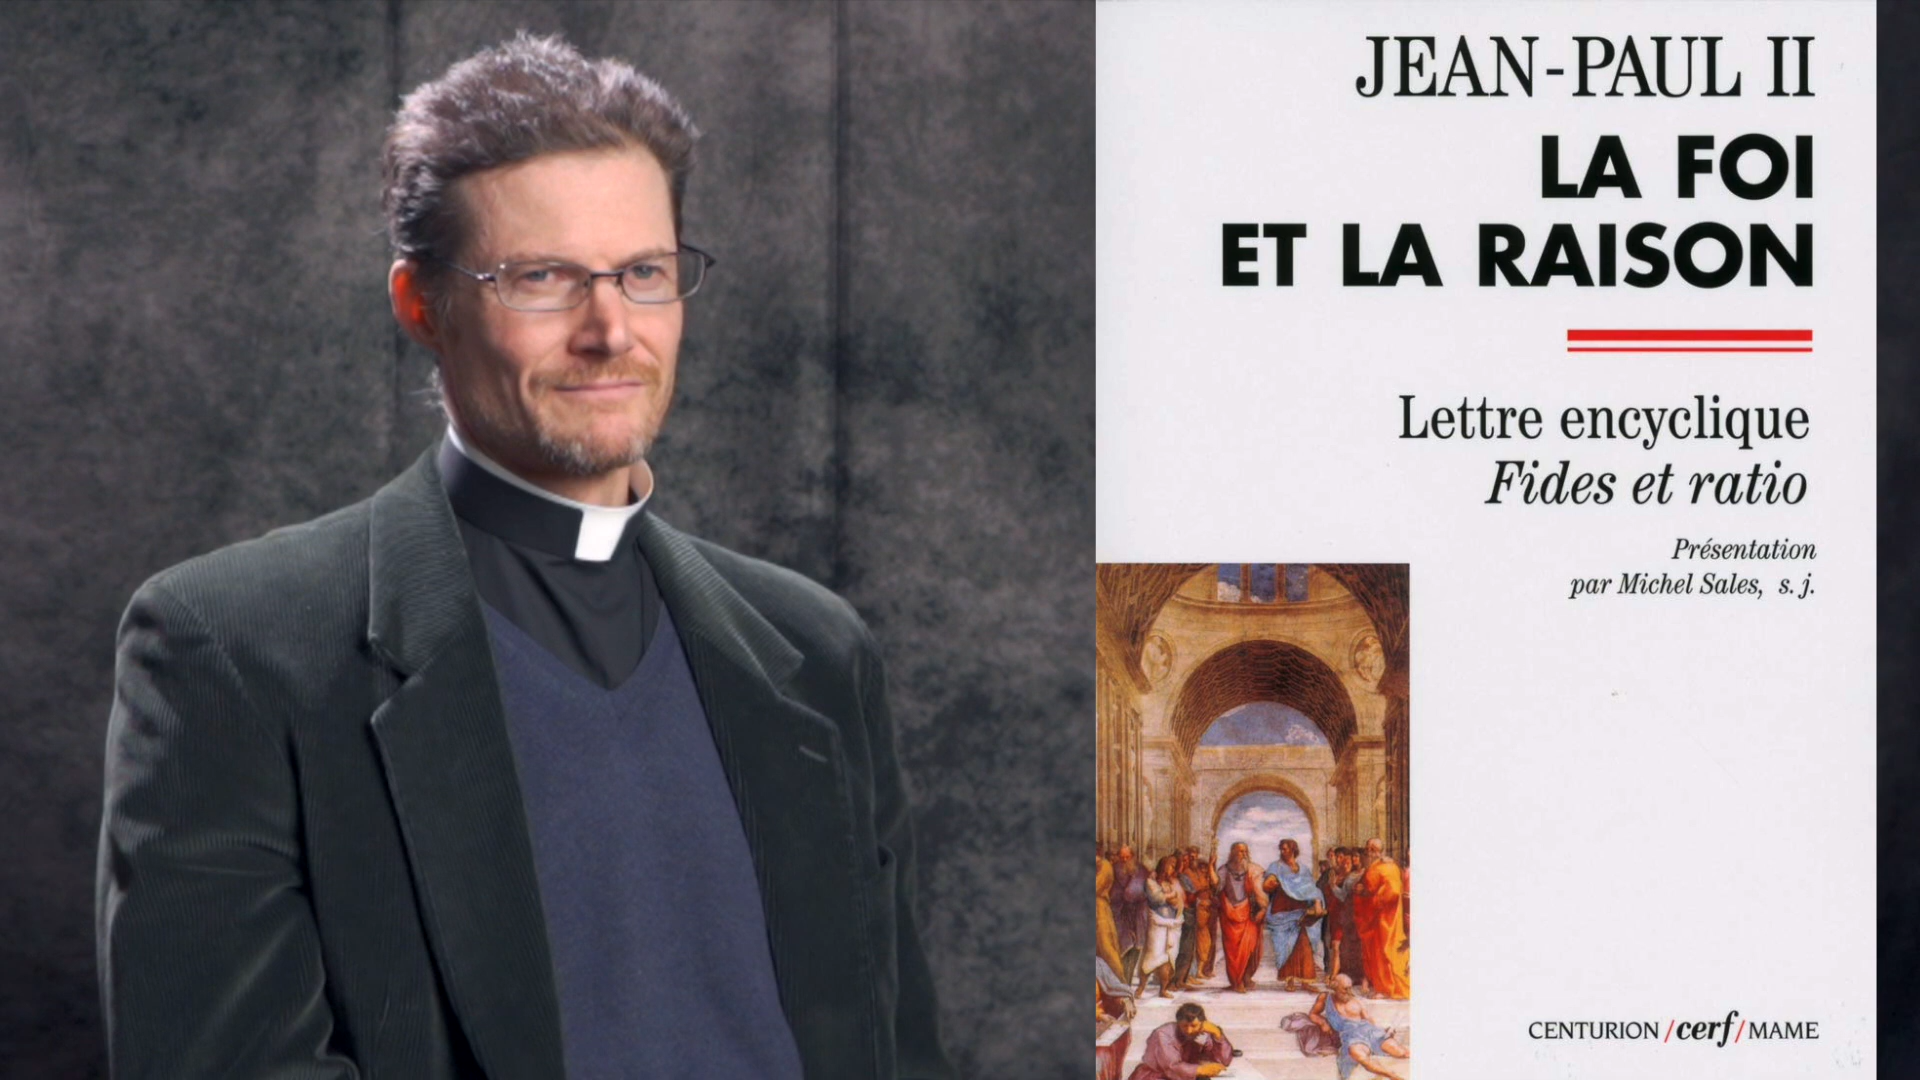 JEAN-PAUL II
LA FOI
ET LA RAISON
Lettre encyclique
Fides et ratio
Présentation
par Michel Sales, s. j.
CENTURION /cerf/ MAME